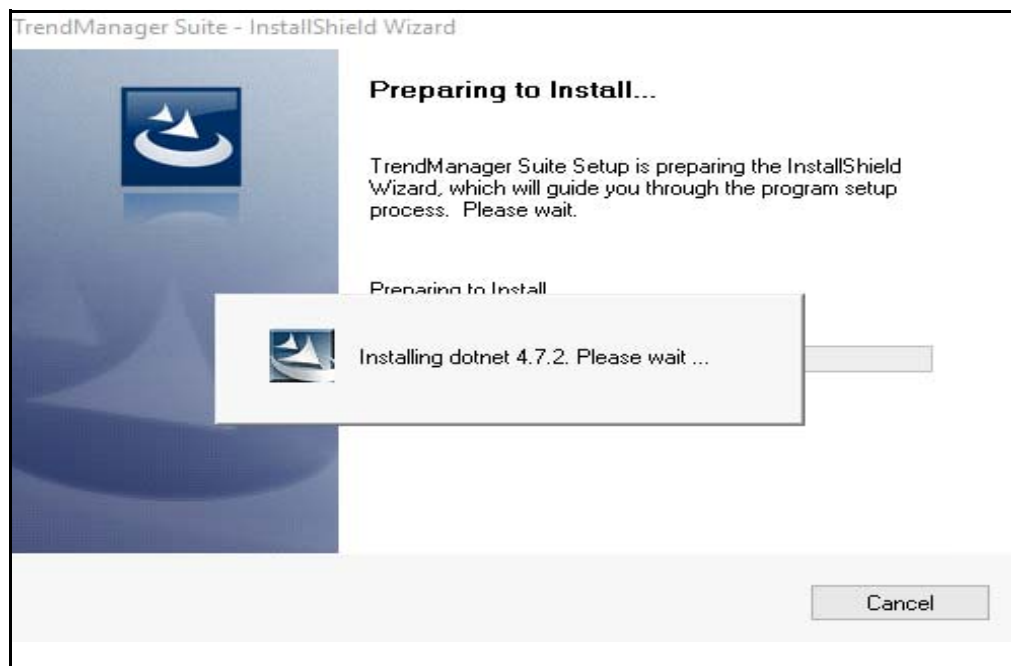 TrendManager Suite - InstallShield Wizard
Preparing to Install...
TrendManager Suite Setup is preparing the InstallShield
Wizard, which will guide you through the program setup
process. Please wait.
Preparing to Install
Installing dotnet 4.7.2. Please wait ...
Cancel